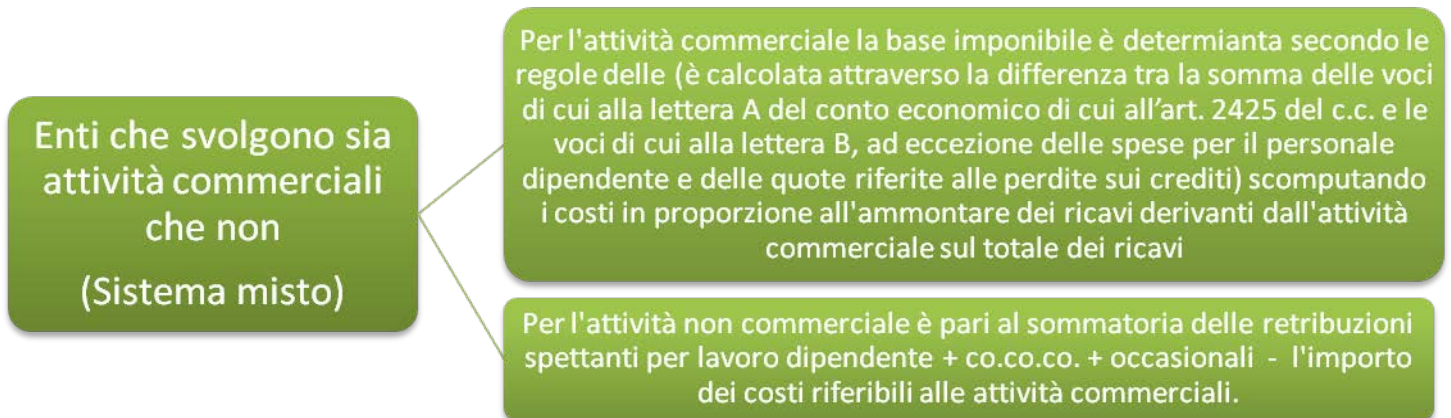 Enti che svolgono sia
attività commerciali
che non
(Sistema misto)
Per l'attività commerciale la base imponibile è determianta secondo le
regole delle (è calcolata attraverso la differenza tra la somma delle voci
di cui alla lettera A del conto economico di cui all’art. 2425 del c.c. e le
voci di cui alla lettera B, ad eccezione delle spese per il personale
dipendente e delle quote riferite alle perdite sui crediti) scomputando
i costi in proporzione all'ammontare dei ricavi derivanti dall'attività
commerciale sul totale dei ricavi
Per l'attività non commerciale è pari al sommatoria delle retribuzioni
spettanti per lavoro dipendente + co.co.co. + occasionali - l'importo
dei costi riferibili alle attività commerciali.